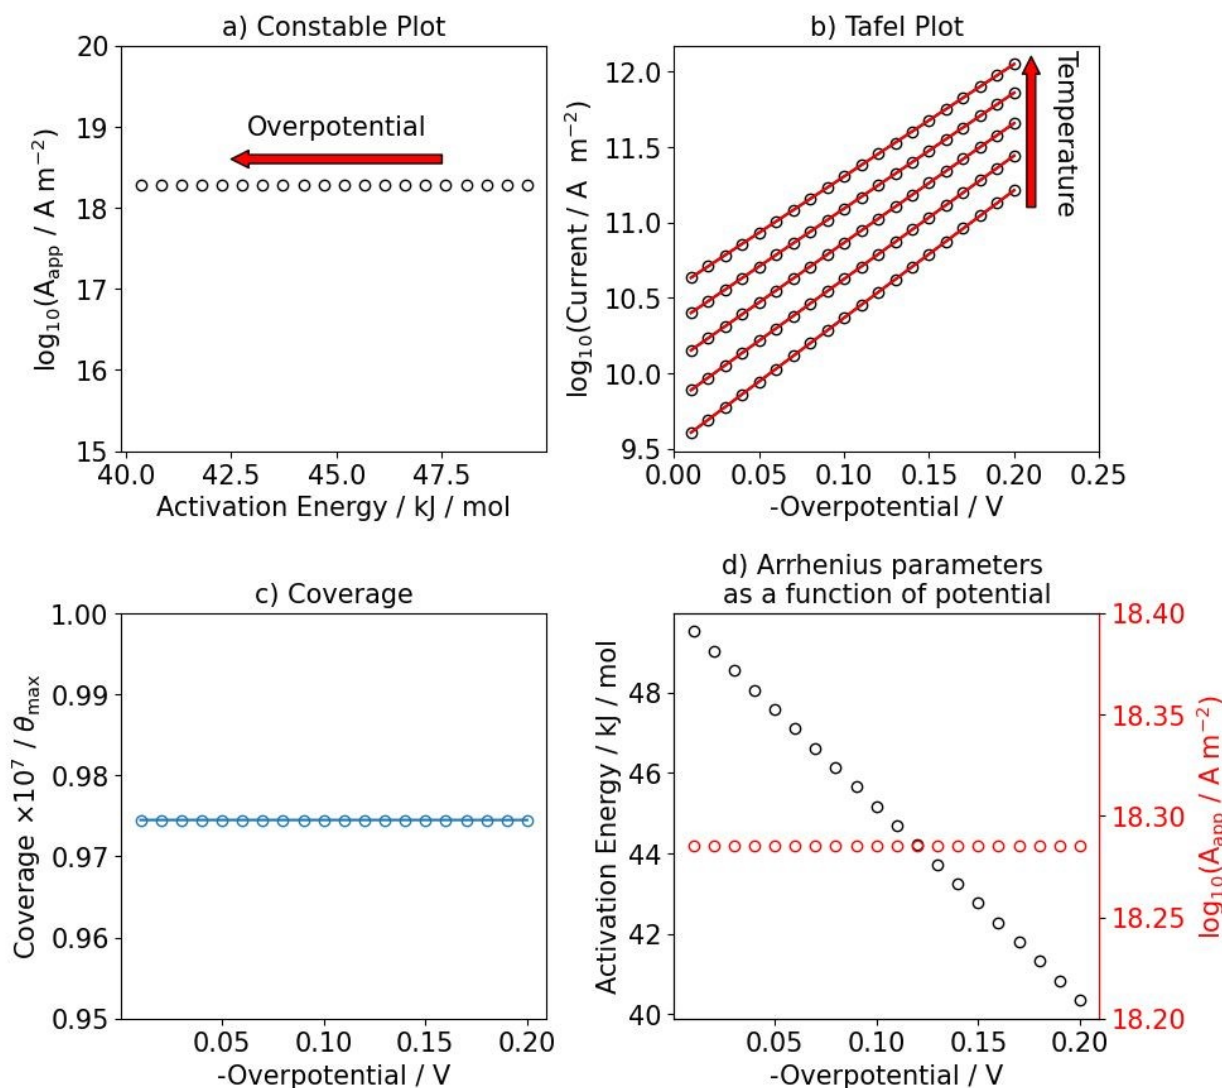 a) Constable Plot
20
19
18
17
16
15
log₁₀(A_app / A m⁻²)
Overpotential
40.0 42.5 45.0 47.5
Activation Energy / kJ / mol
b) Tafel Plot
12.0
11.5
11.0
10.5
10.0
9.5
log₁₀(Current / A m⁻²)
Temperature
0.00 0.05 0.10 0.15 0.20 0.25
-Overpotential / V
c) Coverage
1.00
0.99
0.98
0.97
0.96
0.95
Coverage ×10⁷ / θ_max
0.05 0.10 0.15 0.20
-Overpotential / V
d) Arrhenius parameters
as a function of potential
48
46
44
42
40
Activation Energy / kJ / mol
18.40
18.35
18.30
18.25
18.20
log₁₀(A_app / A m⁻²)
0.05 0.10 0.15 0.20
-Overpotential / V